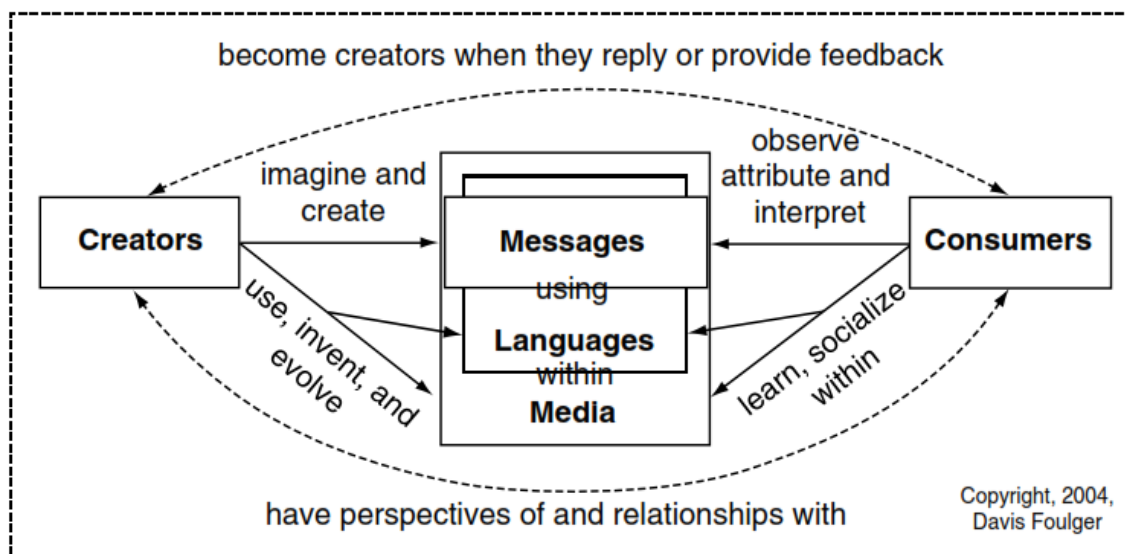 become creators when they reply or provide feedback
imagine and
create
observe
attribute and
interpret
Creators
Messages
using
Languages
within
Media
Consumers
use, invent, and
evolve
learn, socialize
within
have perspectives of and relationships with
Copyright, 2004,
Davis Foulger